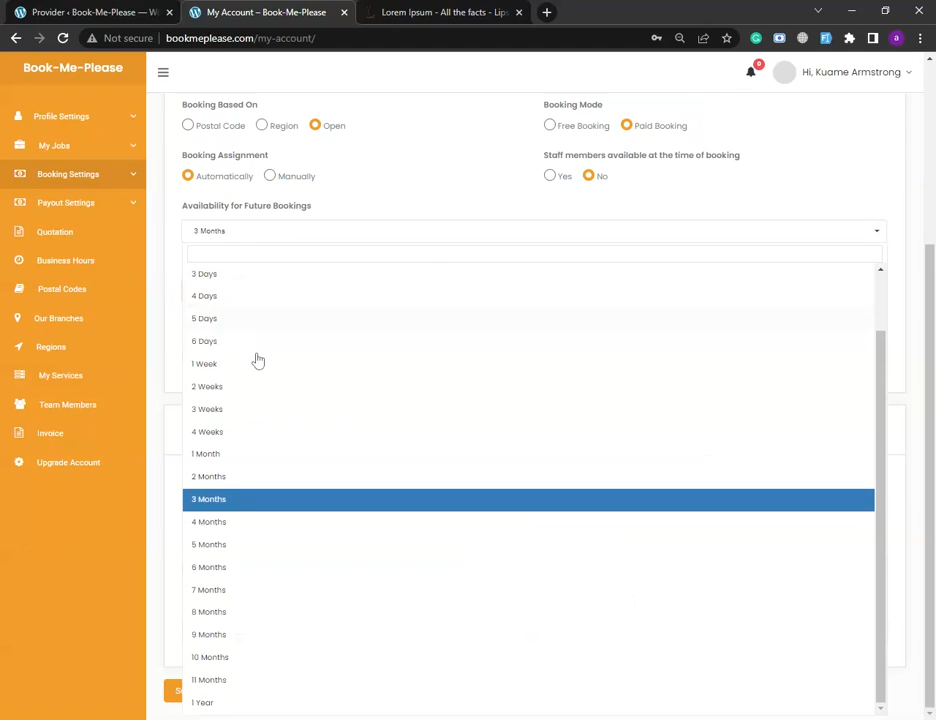 Provider ‹ Book-Me-Please — W
My Account – Book-Me-Please
Lorem Ipsum - All the facts - Lips
Not secure
bookmeplease.com/my-account/
a
Book-Me-Please
0
Hi, Kuame Armstrong
Profile Settings
My Jobs
Booking Settings
Payout Settings
Quotation
Business Hours
Postal Codes
Our Branches
Regions
My Services
Team Members
Invoice
Upgrade Account
Booking Based On
Postal Code Region Open
Booking Mode
Free Booking Paid Booking
Booking Assignment
Automatically Manually
Staff members available at the time of booking
Yes No
Availability for Future Bookings
3 Months
3 Days
4 Days
5 Days
6 Days
1 Week
2 Weeks
3 Weeks
4 Weeks
1 Month
2 Months
3 Months
4 Months
5 Months
6 Months
7 Months
8 Months
9 Months
10 Months
11 Months
1 Year